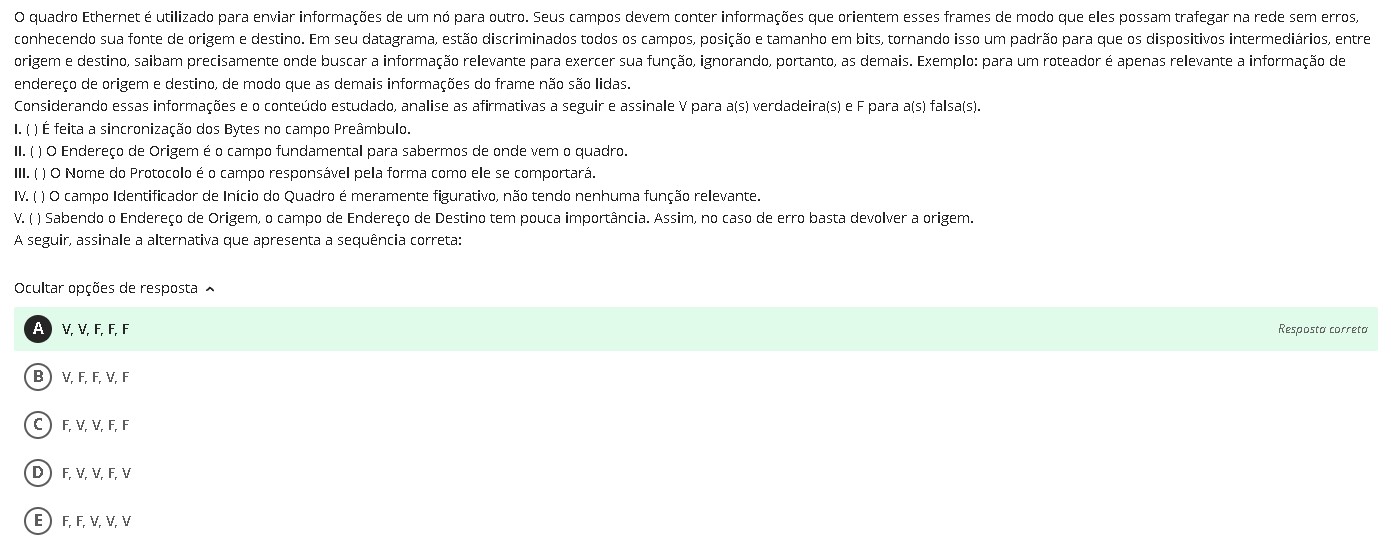 O quadro Ethernet é utilizado para enviar informações de um nó para outro. Seus campos devem conter informações que orientem esses frames de modo que eles possam trafegar na rede sem erros,
conhecendo sua fonte de origem e destino. Em seu datagrama, estão discriminados todos os campos, posição e tamanho em bits, tornando isso um padrão para que os dispositivos intermediários, entre
origem e destino, saibam precisamente onde buscar a informação relevante para exercer sua função, ignorando, portanto, as demais. Exemplo: para um roteador é apenas relevante a informação de
endereço de origem e destino, de modo que as demais informações do frame não são lidas.
Considerando essas informações e o conteúdo estudado, analise as afirmativas a seguir e assinale V para a(s) verdadeira(s) e F para a(s) falsa(s).
I. ( ) É feita a sincronização dos Bytes no campo Preâmbulo.
II. ( ) O Endereço de Origem é o campo fundamental para sabermos de onde vem o quadro.
III. ( ) O Nome do Protocolo é o campo responsável pela forma como ele se comportará.
IV. ( ) O campo Identificador de Início do Quadro é meramente figurativo, não tendo nenhuma função relevante.
V. ( ) Sabendo o Endereço de Origem, o campo de Endereço de Destino tem pouca importância. Assim, no caso de erro basta devolver a origem.
A seguir, assinale a alternativa que apresenta a sequência correta:
Ocultar opções de resposta
A V, V, F, F, F Resposta correta
B V, F, F, V, F
C F, V, V, F, F
D F, V, V, F, V
E F, F, V, V, V